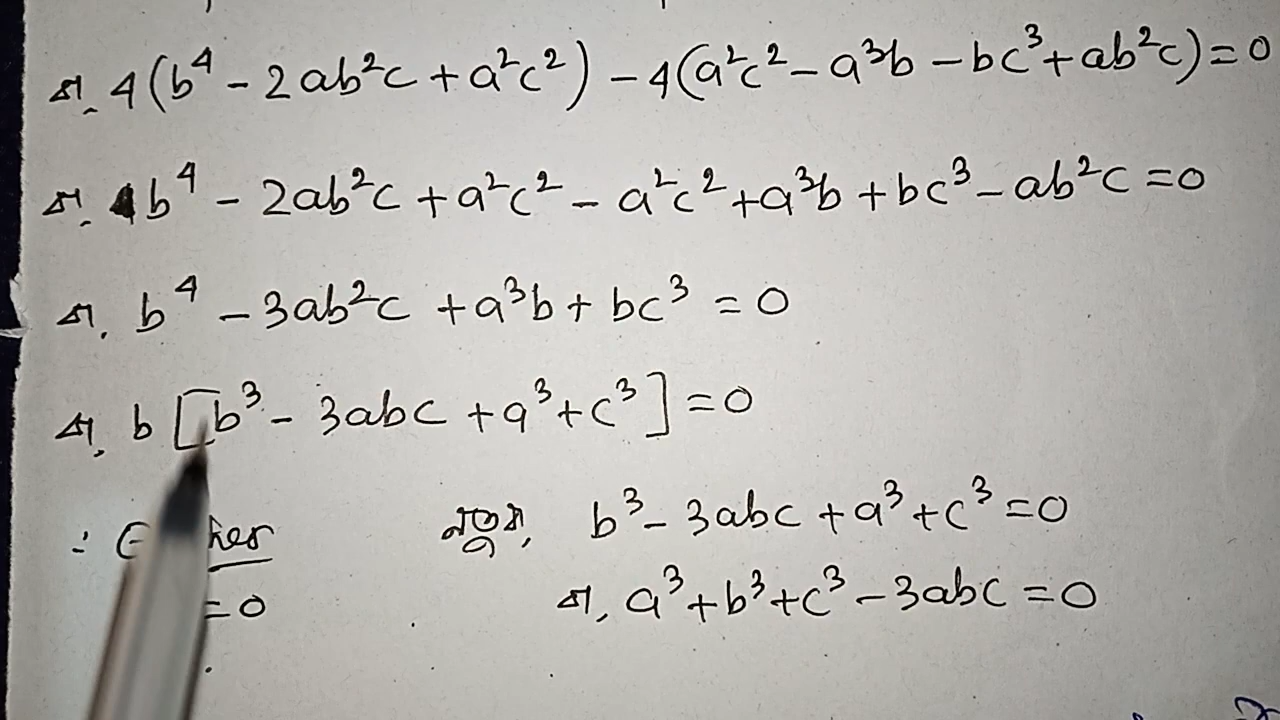 বা, 4(b⁴ - 2ab²c + a²c²) - 4(a²c² - a³b - bc³ + ab²c) = 0
বা, b⁴ - 2ab²c + a²c² - a²c² + a³b + bc³ - ab²c = 0
বা, b⁴ - 3ab²c + a³b + bc³ = 0
বা, b [b³ - 3abc + a³ + c³] = 0
b³ - 3abc + a³ + c³ = 0
= 0 বা, a³ + b³ + c³ - 3abc = 0